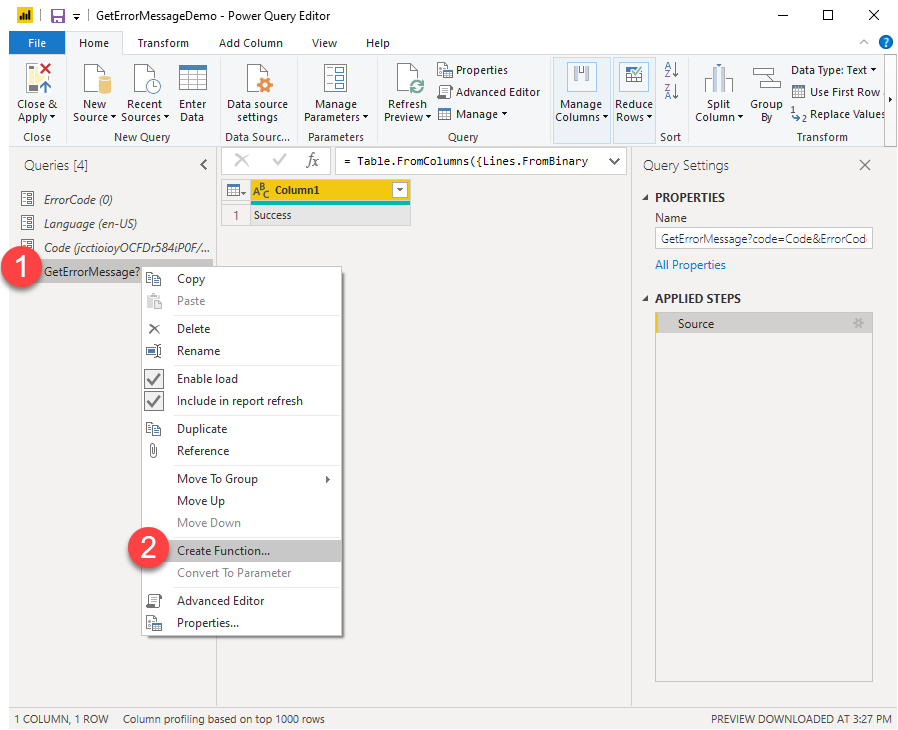 GetErrorMessageDemo - Power Query Editor
File Home Transform Add Column View Help
Close & Apply
New Source
Recent Sources
Enter Data
Data source settings
Manage Parameters
Refresh Preview
Properties
Advanced Editor
Manage
Manage Columns
Reduce Rows
Split Column
Group By
Data Type: Text
Use First Row
Replace Values
Close New Query Data Sourc... Parameters Query Sort Transform
Queries [4]
ErrorCode (0)
Language (en-US)
Code (jcctioioyOCFDr584iP0F/...
GetErrorMessage?
1
Copy
Paste
Delete
Rename
Enable load
Include in report refresh
Duplicate
Reference
Move To Group
Move Up
Move Down
2
Create Function...
Convert To Parameter
Advanced Editor
Properties...
fx
= Table.FromColumns({Lines.FromBinary
ABC Column1
1 Success
Query Settings
PROPERTIES
Name
GetErrorMessage?code=Code&ErrorCod
All Properties
APPLIED STEPS
Source
1 COLUMN, 1 ROW Column profiling based on top 1000 rows
PREVIEW DOWNLOADED AT 3:27 PM